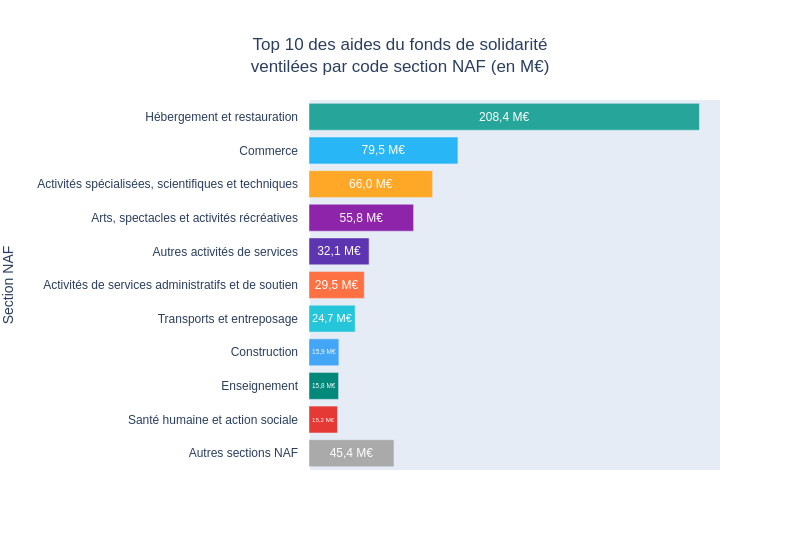 Top 10 des aides du fonds de solidarité
ventilées par code section NAF (en M€)
Section NAF
Hébergement et restauration 208,4 M€
Commerce 79,5 M€
Activités spécialisées, scientifiques et techniques 66,0 M€
Arts, spectacles et activités récréatives 55,8 M€
Autres activités de services 32,1 M€
Activités de services administratifs et de soutien 29,5 M€
Transports et entreposage 24,7 M€
Construction 15,9 M€
Enseignement 15,8 M€
Santé humaine et action sociale 15,2 M€
Autres sections NAF 45,4 M€